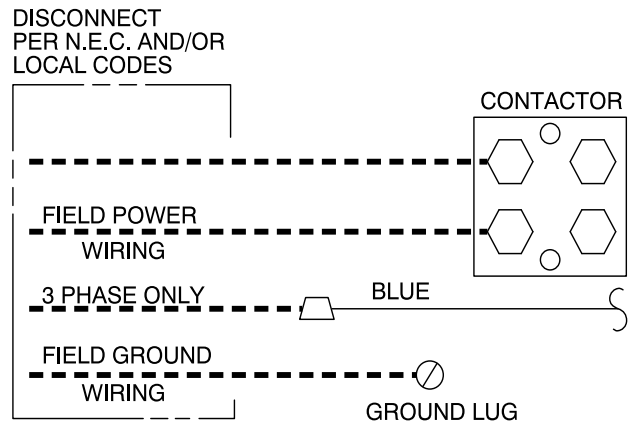 DISCONNECT
PER N.E.C. AND/OR
LOCAL CODES
CONTACTOR
FIELD POWER
WIRING
3 PHASE ONLY
BLUE
FIELD GROUND
WIRING
GROUND LUG